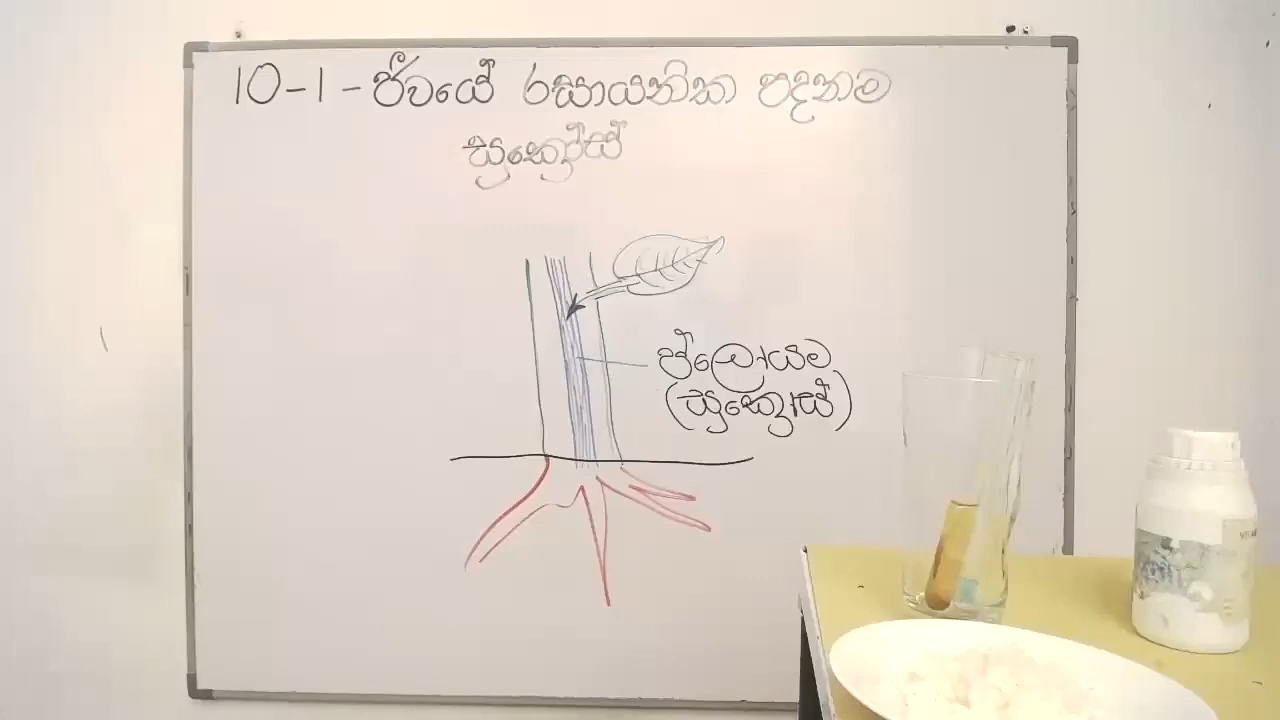 10-1-ජීවයේ රසායනික පදනම
සුක්‍රෝස්
ප්ලොයම
(සුක්‍රොස්)